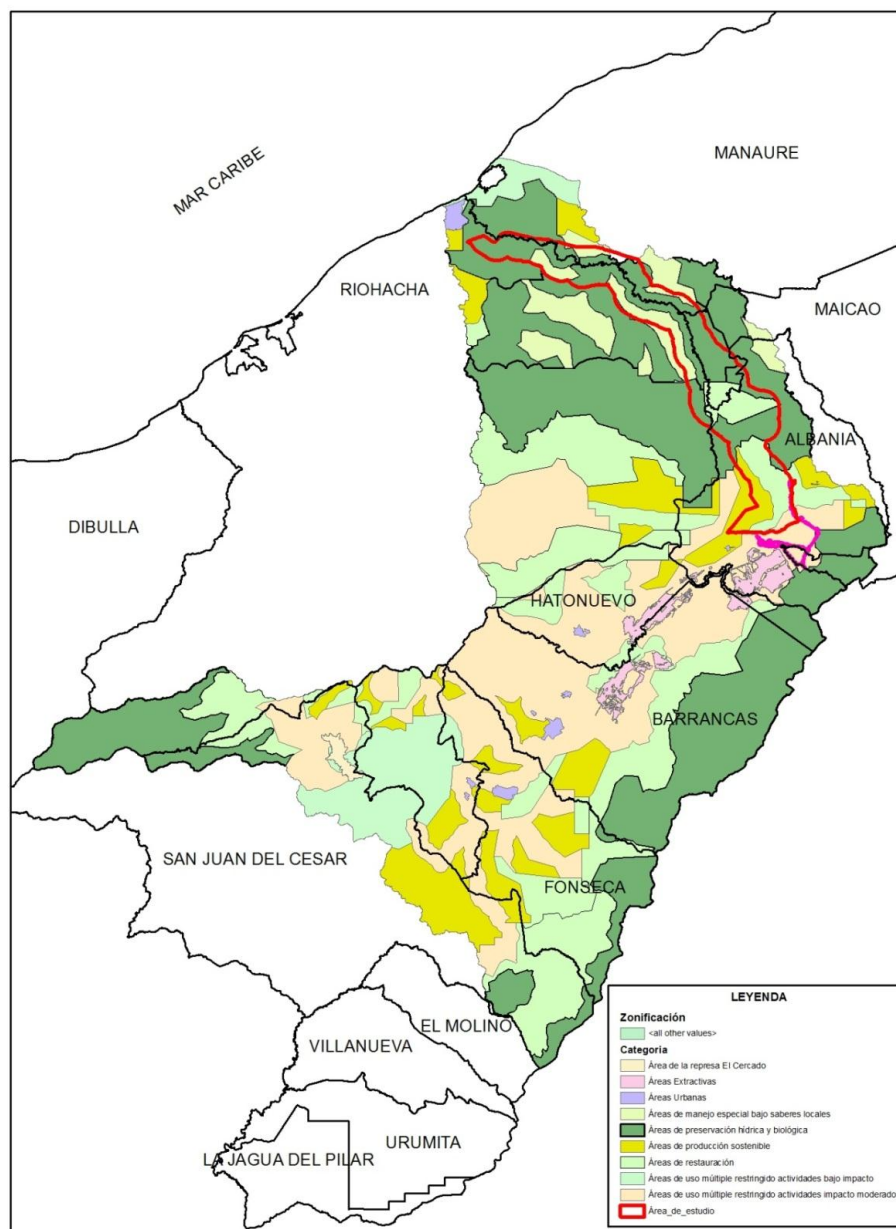 MANAURE
MAR CARIBE
RIOHACHA
MAICAO
ALBANIA
DIBULLA
HATONUEVO
BARRANCAS
SAN JUAN DEL CESAR
FONSECA
EL MOLINO
VILLANUEVA
URUMITA
LA JAGUA DEL PILAR
LEYENDA
Zonificación
<all other values>
Categoria
Área de la represa El Cercado
Áreas Extractivas
Áreas Urbanas
Áreas de manejo especial bajo saberes locales
Áreas de preservación hídrica y biológica
Áreas de producción sostenible
Áreas de restauración
Áreas de uso múltiple restringido actividades bajo impacto
Áreas de uso múltiple restringido actividades impacto moderado
Área_de_estudio